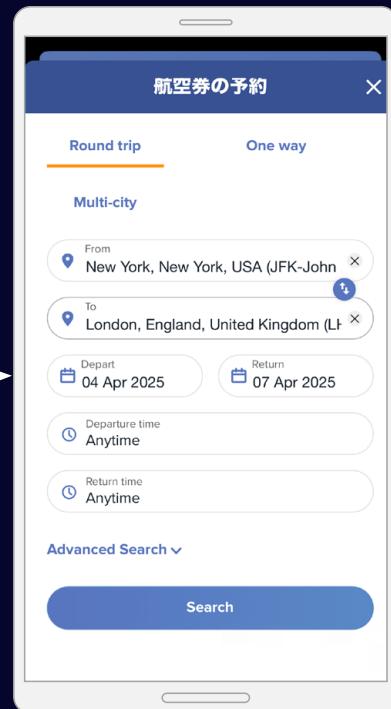 航空券の予約
Round trip
One way
Multi-city
From
New York, New York, USA (JFK-John
To
London, England, United Kingdom (LH
Depart
04 Apr 2025
Return
07 Apr 2025
Departure time
Anytime
Return time
Anytime
Advanced Search
Search